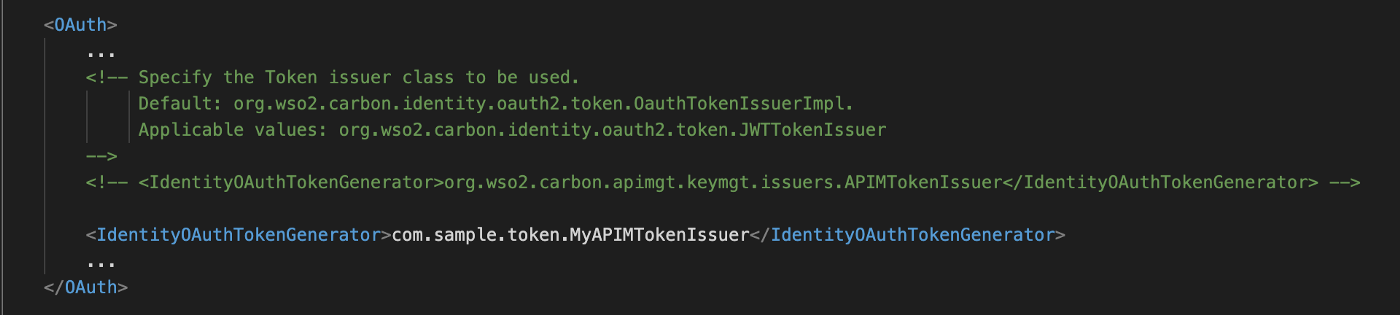 <OAuth>
...
<!-- Specify the Token issuer class to be used.
Default: org.wso2.carbon.identity.oauth2.token.OauthTokenIssuerImpl.
Applicable values: org.wso2.carbon.identity.oauth2.token.JWTTokenIssuer
-->
<!-- <IdentityOAuthTokenGenerator>org.wso2.carbon.apimgt.keymgt.issuers.APIMTokenIssuer</IdentityOAuthTokenGenerator> -->
<IdentityOAuthTokenGenerator>com.sample.token.MyAPIMTokenIssuer</IdentityOAuthTokenGenerator>
...
</OAuth>